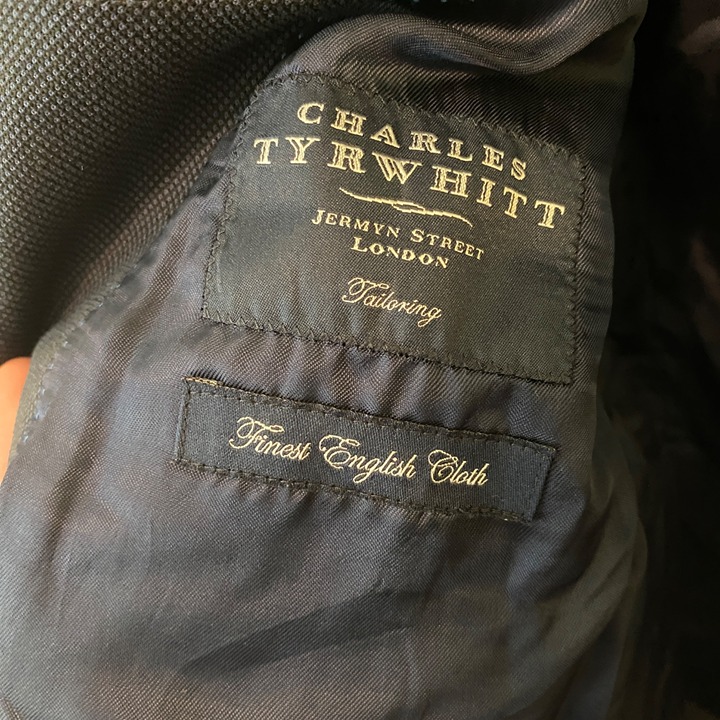 CHARLES
TYRWHITT
JERMYN STREET
LONDON
Tailoring
Finest English Cloth